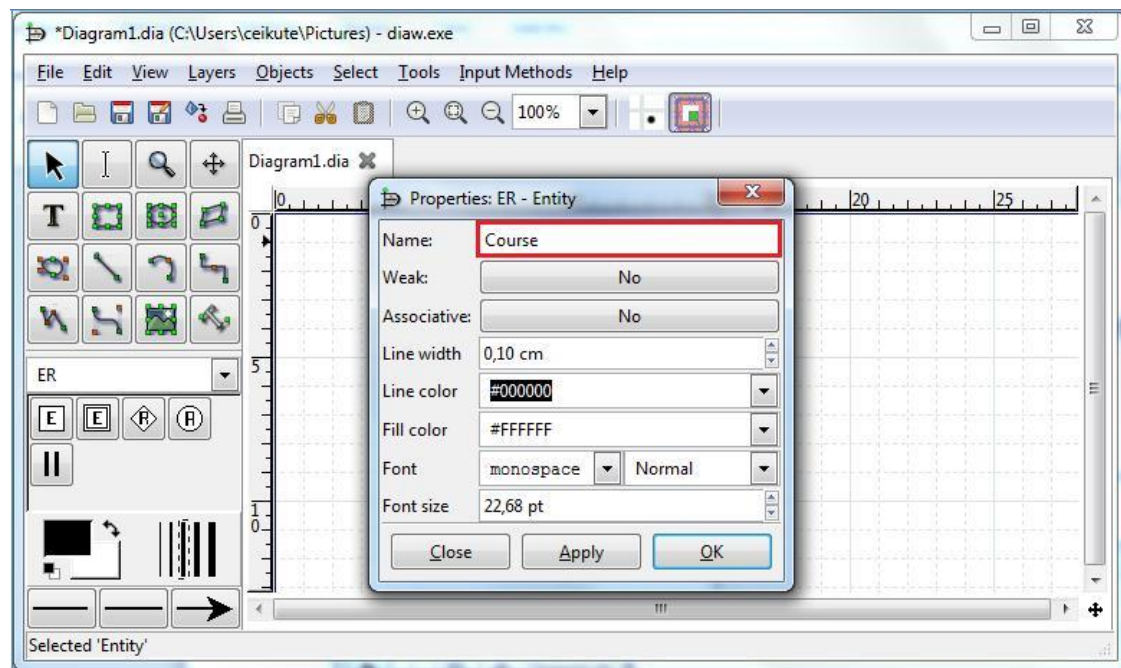 *Diagram1.dia (C:\Users\ceikute\Pictures) - diaw.exe
File Edit View Layers Objects Select Tools Input Methods Help
100%
Diagram1.dia
T
0 20 25
0
5
10
ER
E E R A
Properties: ER - Entity
Name: Course
Weak: No
Associative: No
Line width 0,10 cm
Line color #000000
Fill color #FFFFFF
Font monospace Normal
Font size 22,68 pt
Close Apply OK
Selected 'Entity'